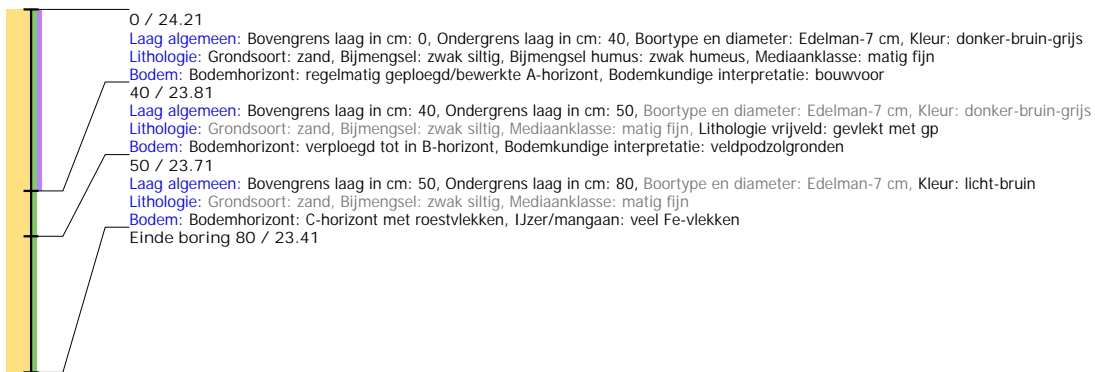 0 / 24.21
Laag algemeen: Bovengrens laag in cm: 0, Ondergrens laag in cm: 40, Boortype en diameter: Edelman-7 cm, Kleur: donker-bruin-grijs
Lithologie: Grondsoort: zand, Bijmengsel: zwak siltig, Bijmengsel humus: zwak humeus, Mediaanklasse: matig fijn
Bodem: Bodemhorizont: regelmatig geploegd/bewerkte A-horizont, Bodemkundige interpretatie: bouwvoor
40 / 23.81
Laag algemeen: Bovengrens laag in cm: 40, Ondergrens laag in cm: 50, Boortype en diameter: Edelman-7 cm, Kleur: donker-bruin-grijs
Lithologie: Grondsoort: zand, Bijmengsel: zwak siltig, Mediaanklasse: matig fijn, Lithologie vrijveld: gevlekt met gp
Bodem: Bodemhorizont: verploegd tot in B-horizont, Bodemkundige interpretatie: veldpodzolgronden
50 / 23.71
Laag algemeen: Bovengrens laag in cm: 50, Ondergrens laag in cm: 80, Boortype en diameter: Edelman-7 cm, Kleur: licht-bruin
Lithologie: Grondsoort: zand, Bijmengsel: zwak siltig, Mediaanklasse: matig fijn
Bodem: Bodemhorizont: C-horizont met roestvlekken, IJzer/mangaan: veel Fe-vlekken
Einde boring 80 / 23.41